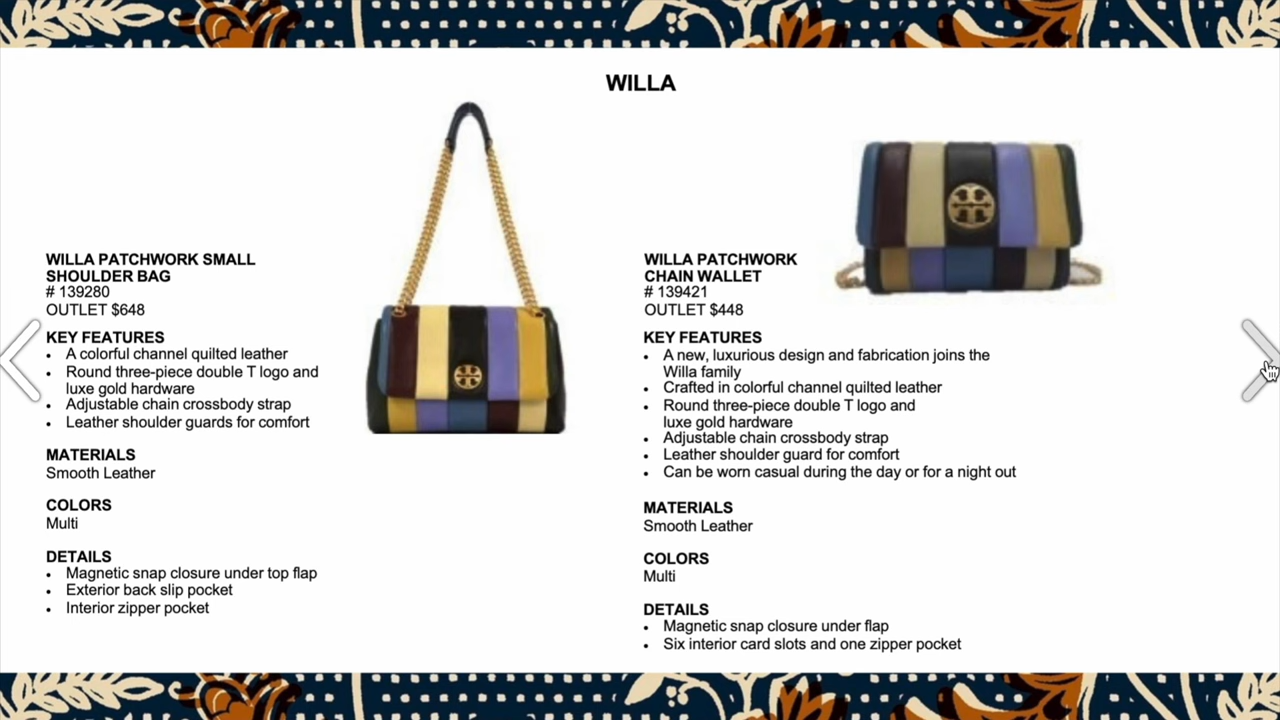 WILLA
WILLA PATCHWORK SMALL
SHOULDER BAG
# 139280
OUTLET $648
KEY FEATURES
• A colorful channel quilted leather
• Round three-piece double T logo and
luxe gold hardware
• Adjustable chain crossbody strap
• Leather shoulder guards for comfort
MATERIALS
Smooth Leather
COLORS
Multi
DETAILS
• Magnetic snap closure under top flap
• Exterior back slip pocket
• Interior zipper pocket
WILLA PATCHWORK
CHAIN WALLET
# 139421
OUTLET $448
KEY FEATURES
• A new, luxurious design and fabrication joins the
Willa family
• Crafted in colorful channel quilted leather
• Round three-piece double T logo and
luxe gold hardware
• Adjustable chain crossbody strap
• Leather shoulder guard for comfort
• Can be worn casual during the day or for a night out
MATERIALS
Smooth Leather
COLORS
Multi
DETAILS
• Magnetic snap closure under flap
• Six interior card slots and one zipper pocket